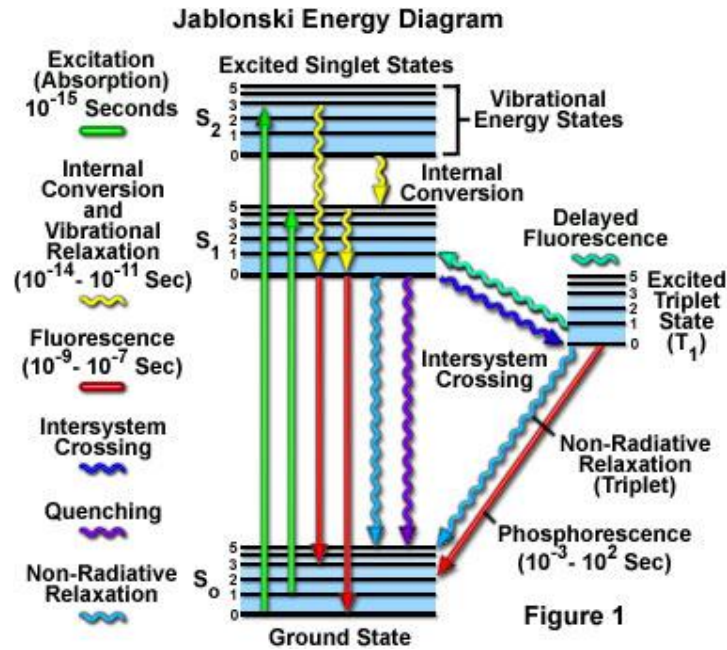 Jablonski Energy Diagram
Excitation
(Absorption)
10⁻¹⁵ Seconds
Internal
Conversion
and
Vibrational
Relaxation
(10⁻¹⁴ - 10⁻¹¹ Sec)
Fluorescence
(10⁻⁹ - 10⁻⁷ Sec)
Intersystem
Crossing
Quenching
Non-Radiative
Relaxation
Excited Singlet States
S₂
5
3
2
1
0
Vibrational
Energy States
Internal
Conversion
S₁
5
3
2
1
0
Delayed
Fluorescence
5
3
2
1
0
Excited
Triplet
State
(T₁)
Intersystem
Crossing
Non-Radiative
Relaxation
(Triplet)
Phosphorescence
(10⁻³ - 10² Sec)
Sₒ
5
3
2
1
0
Ground State
Figure 1